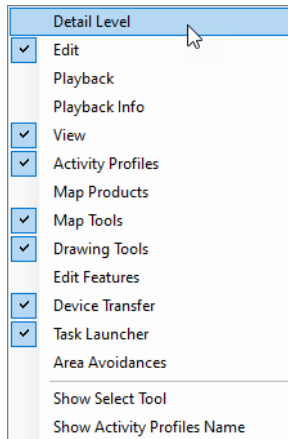 Detail Level
Edit
Playback
Playback Info
View
Activity Profiles
Map Products
Map Tools
Drawing Tools
Edit Features
Device Transfer
Task Launcher
Area Avoidances
Show Select Tool
Show Activity Profiles Name